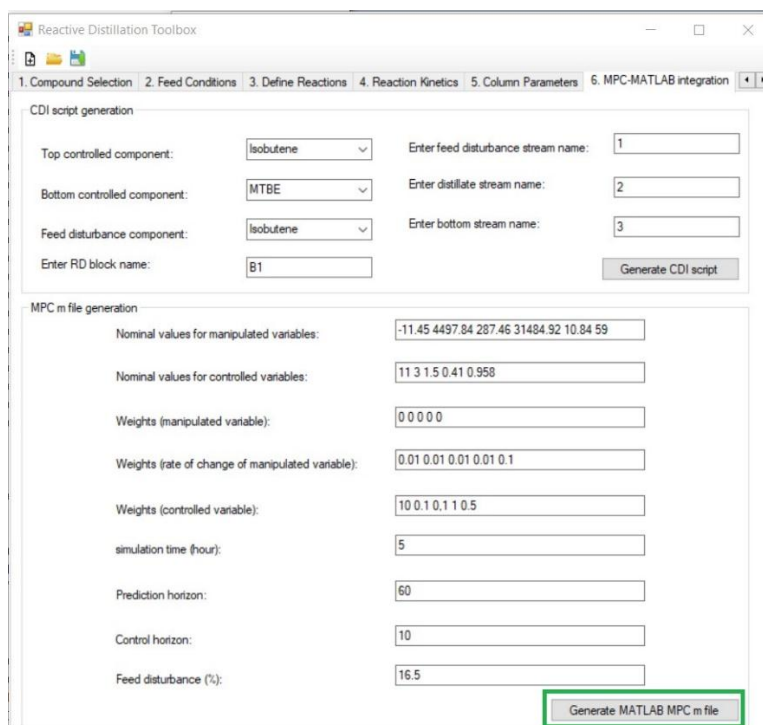 Reactive Distillation Toolbox
1. Compound Selection 2. Feed Conditions 3. Define Reactions 4. Reaction Kinetics 5. Column Parameters 6. MPC-MATLAB integration
CDI script generation
Top controlled component: Isobutene Enter feed disturbance stream name: 1
Bottom controlled component: MTBE Enter distillate stream name: 2
Feed disturbance component: Isobutene Enter bottom stream name: 3
Enter RD block name: B1 Generate CDI script
MPC m file generation
Nominal values for manipulated variables: -11.45 4497.84 287.46 31484.92 10.84 59
Nominal values for controlled variables: 11 3 1.5 0.41 0.958
Weights (manipulated variable): 0 0 0 0 0
Weights (rate of change of manipulated variable): 0.01 0.01 0.01 0.01 0.1
Weights (controlled variable): 10 0.1 0,1 1 0.5
simulation time (hour): 5
Prediction horizon: 60
Control horizon: 10
Feed disturbance (%): 16.5
Generate MATLAB MPC m file